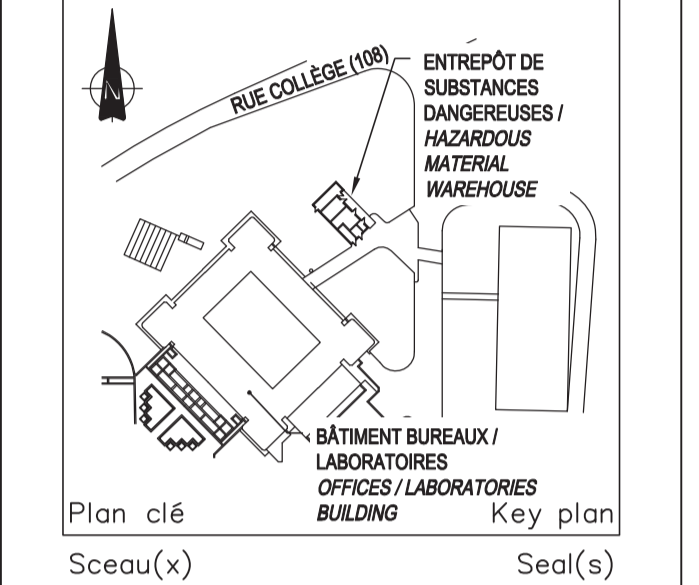 N
RUE COLLÈGE (108)
ENTREPÔT DE
SUBSTANCES
DANGEREUSES /
HAZARDOUS
MATERIAL
WAREHOUSE
BÂTIMENT BUREAUX /
LABORATOIRES
OFFICES / LABORATORIES
BUILDING
Plan clé
Key plan
Sceau(x)
Seal(s)